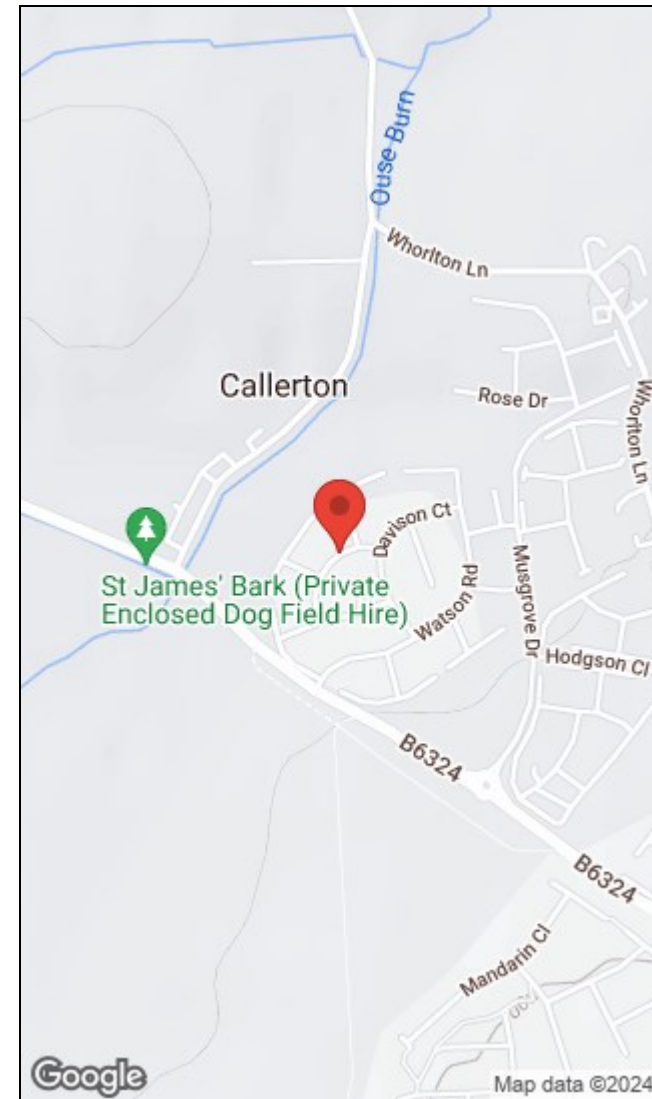 Ouse Burn
Whorlton Ln
Callerton
Rose Dr
Whorlton Ln
Davison Ct
St James' Bark (Private
Enclosed Dog Field Hire)
Watson Rd
Musgrove Dr
Hodgson Cl
B6324
B6324
Mandarin Cl
Google
Map data ©2024